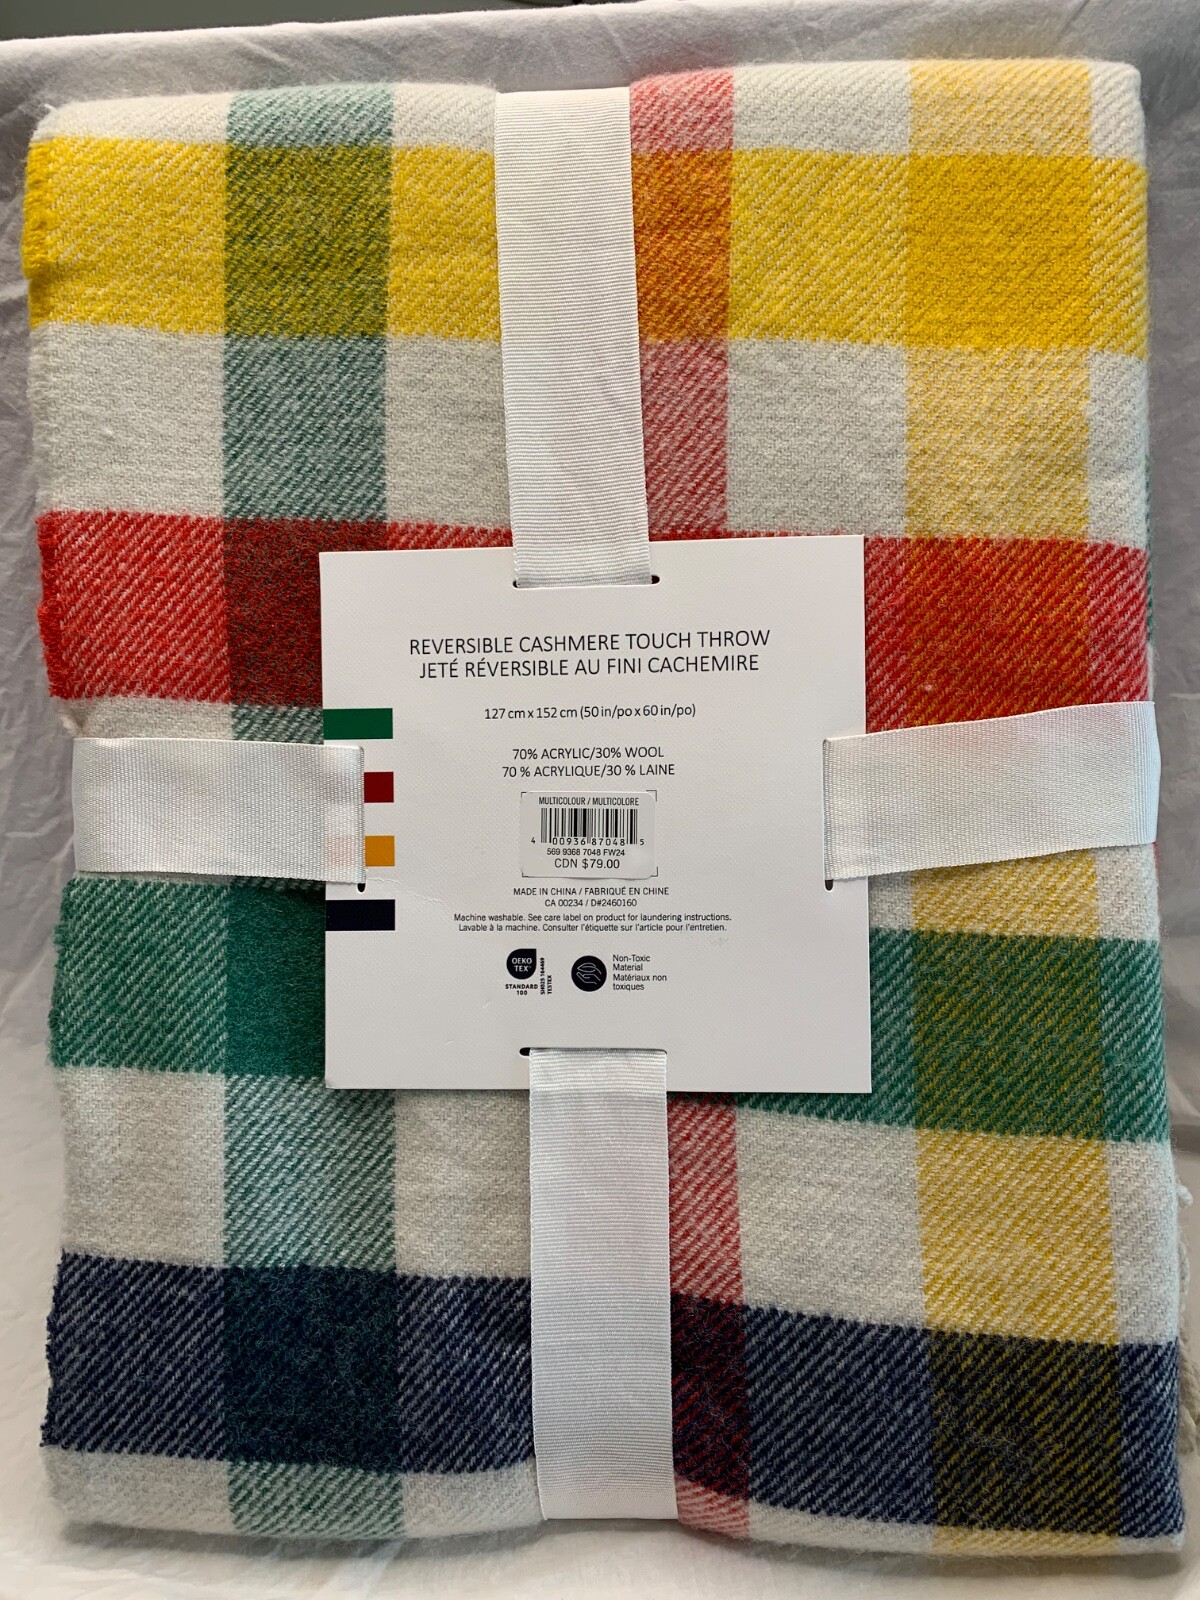 REVERSIBLE CASHMERE TOUCH THROW
JETÉ RÉVERSIBLE AU FINI CACHEMIRE
127 cm x 152 cm (50 in/po x 60 in/po)
70% ACRYLIC/30% WOOL
70 % ACRYLIQUE/30 % LAINE
MULTICOLOUR / MULTICOLORE
4 00936 87048 5
569 9368 7048 FW24
CDN $79.00
MADE IN CHINA / FABRIQUÉ EN CHINE
CA 00234 / D#2460160
Machine washable. See care label on product for laundering instructions.
Lavable à la machine. Consulter l'étiquette sur l'article pour l'entretien.
OEKO
TEX®
STANDARD
100
SH025 164469
TESTEX
Non-Toxic
Material
Matériaux non
toxiques